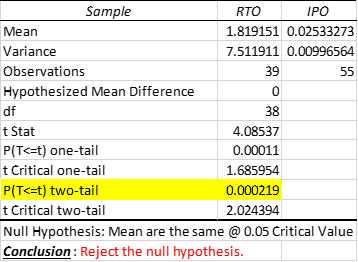 Sample RTO IPO
Mean 1.819151 0.02533273
Variance 7.511911 0.00996564
Observations 39 55
Hypothesized Mean Difference 0
df 38
t Stat 4.08537
P(T<=t) one-tail 0.00011
t Critical one-tail 1.685954
P(T<=t) two-tail 0.000219
t Critical two-tail 2.024394
Null Hypothesis: Mean are the same @ 0.05 Critical Value
Conclusion : Reject the null hypothesis.